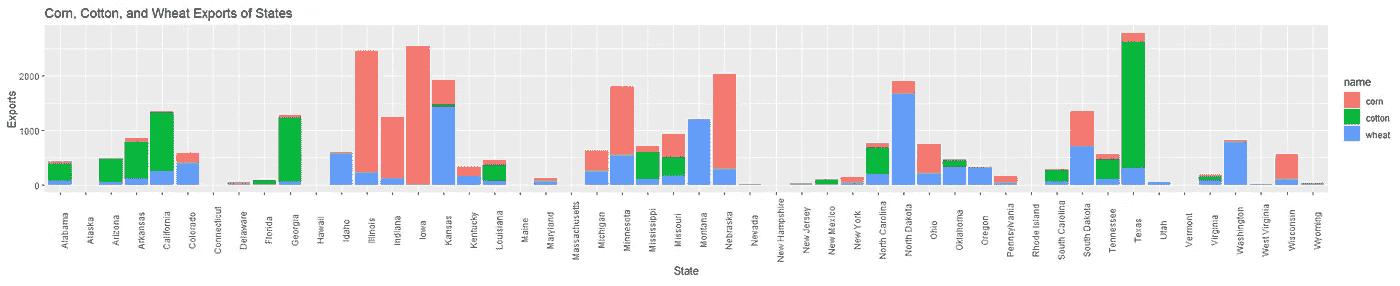 Corn, Cotton, and Wheat Exports of States
Exports
2000
1000
0
Alabama
Alaska
Arizona
Arkansas
California
Colorado
Connecticut
Delaware
Florida
Georgia
Hawaii
Idaho
Illinois
Indiana
Iowa
Kansas
Kentucky
Louisiana
Maine
Maryland
Massachusetts
Michigan
Minnesota
Mississippi
Missouri
Montana
Nebraska
Nevada
New Hampshire
New Jersey
New Mexico
New York
North Carolina
North Dakota
Ohio
Oklahoma
Oregon
Pennsylvania
Rhode Island
South Carolina
South Dakota
Tennessee
Texas
Utah
Vermont
Virginia
Washington
West Virginia
Wisconsin
Wyoming
State
name
corn
cotton
wheat